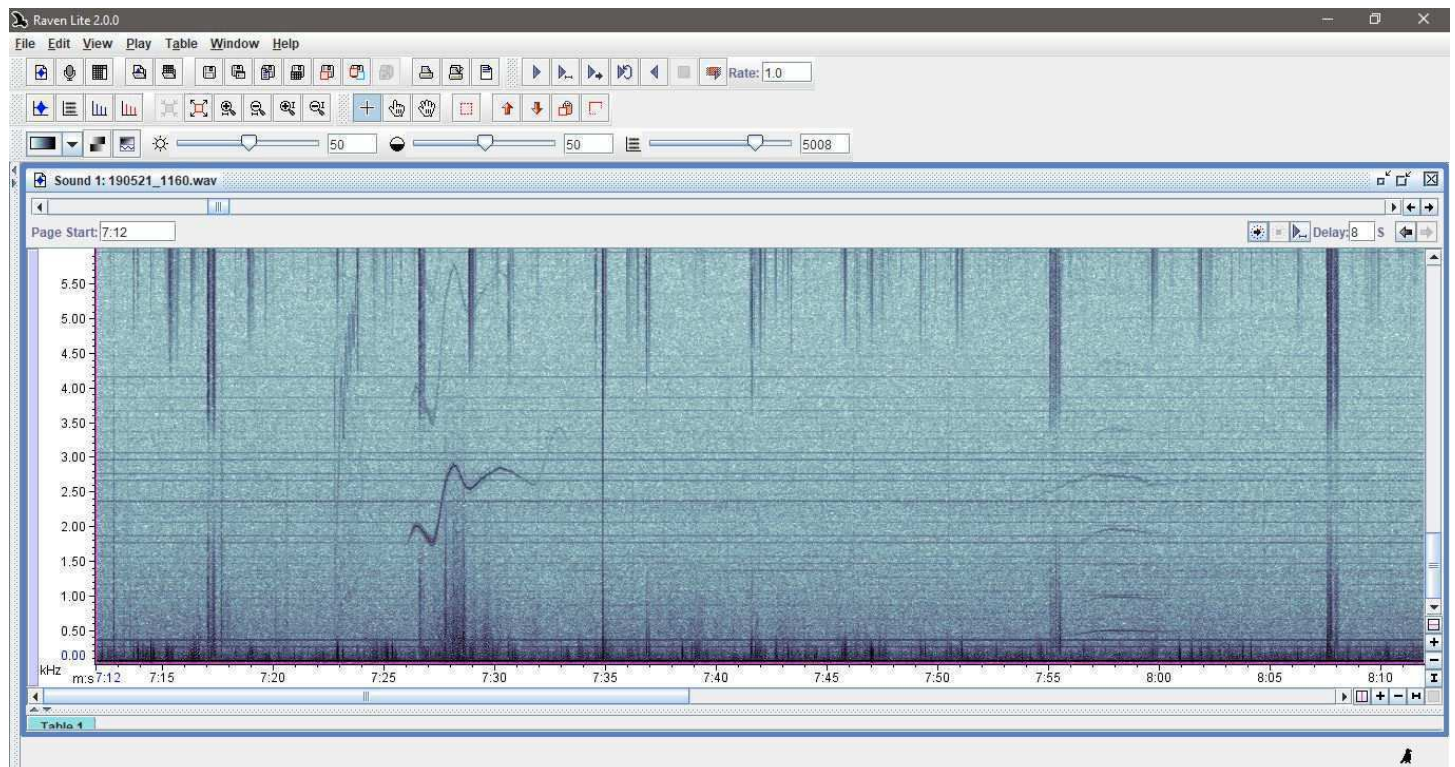 Raven Lite 2.0.0
File Edit View Play Table Window Help
Rate: 1.0
50 50 5008
Sound 1: 190521_1160.wav
Page Start: 7:12 Delay: 8 S
5.50
5.00
4.50
4.00
3.50
3.00
2.50
2.00
1.50
1.00
0.50
0.00
kHz
m:s 7:12 7:15 7:20 7:25 7:30 7:35 7:40 7:45 7:50 7:55 8:00 8:05 8:10
Table 1